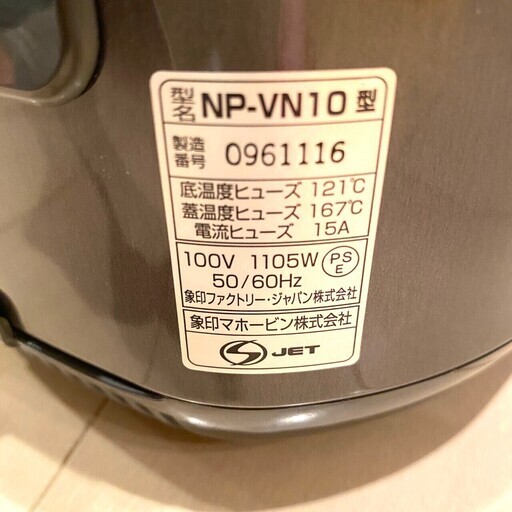 型名 NP-VN10 型
製造番号 0961116
底温度ヒューズ 121℃
蓋温度ヒューズ 167℃
電流ヒューズ 15A
100V 1105W PSE
50/60Hz
象印ファクトリー・ジャパン株式会社
象印マホービン株式会社
S JET